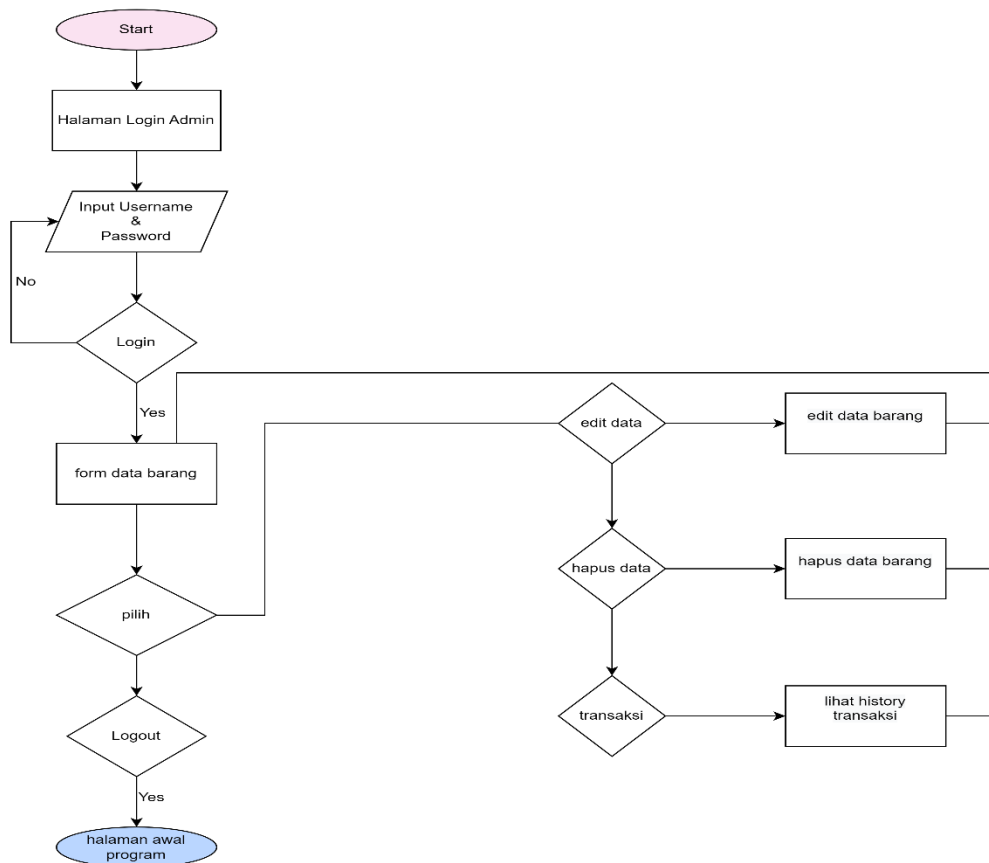 Start
Halaman Login Admin
Input Username
&
Password
No
Login
Yes
form data barang
pilih
Logout
Yes
halaman awal
program
edit data
edit data barang
hapus data
hapus data barang
transaksi
lihat history
transaksi